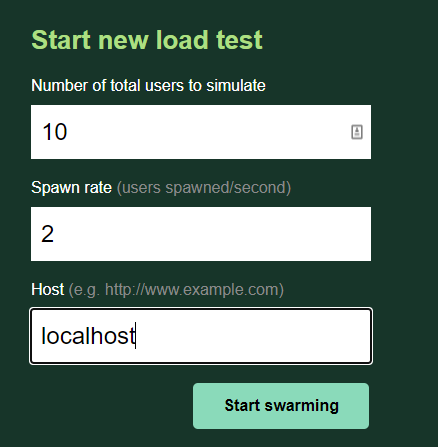 Start new load test
Number of total users to simulate
10
Spawn rate (users spawned/second)
2
Host (e.g. http://www.example.com)
localhost
Start swarming